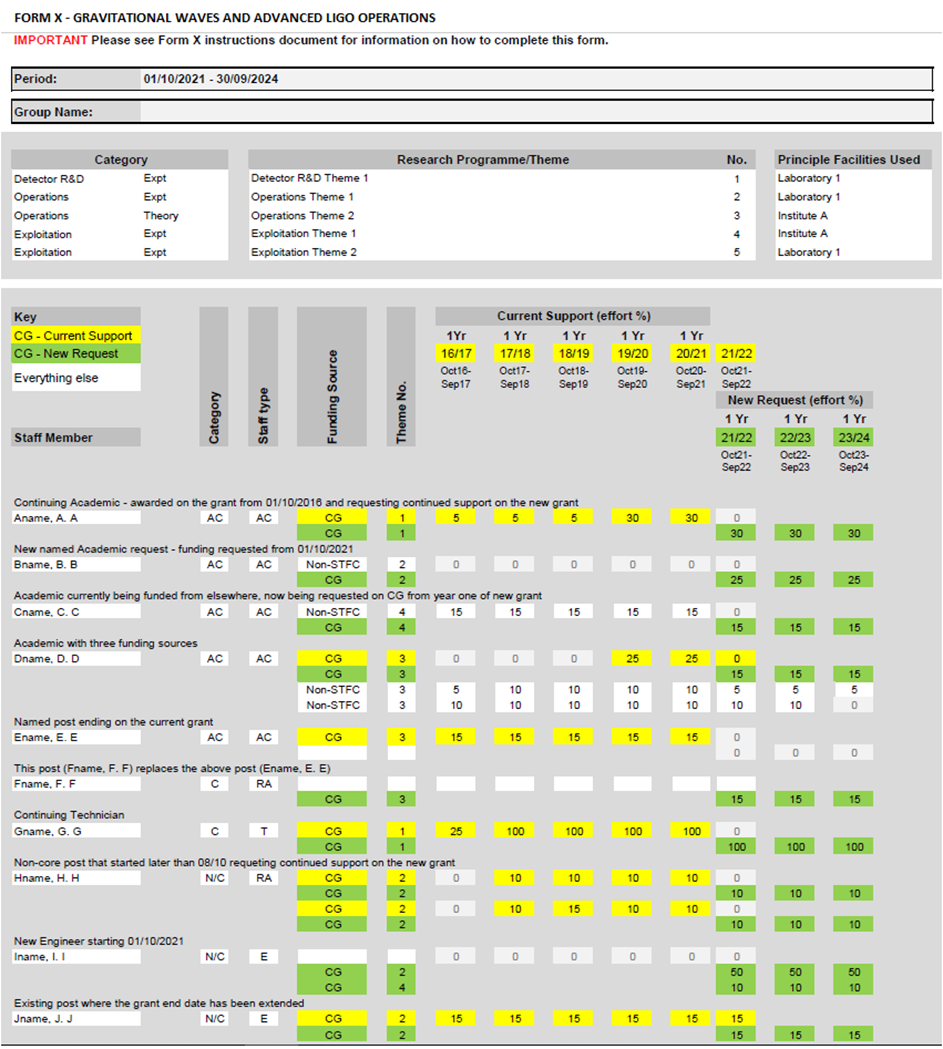 FORM X - GRAVITATIONAL WAVES AND ADVANCED LIGO OPERATIONS
IMPORTANT Please see Form X instructions document for information on how to complete this form.
Period: 01/10/2021 - 30/09/2024
Group Name:
Category Research Programme/Theme No. Principle Facilities Used
Detector R&D Expt Detector R&D Theme 1 1 Laboratory 1
Operations Expt Operations Theme 1 2 Laboratory 1
Operations Theory Operations Theme 2 3 Institute A
Exploitation Expt Exploitation Theme 1 4 Institute A
Exploitation Expt Exploitation Theme 2 5 Laboratory 1
Key Current Support (effort %)
CG - Current Support 1Yr 1 Yr 1 Yr 1 Yr 1 Yr
CG - New Request 16/17 17/18 18/19 19/20 20/21 21/22
Everything else Oct16- Oct17- Oct18- Oct19- Oct20- Oct21-
Sep17 Sep18 Sep19 Sep20 Sep21 Sep22
New Request (effort %)
1 Yr 1 Yr 1 Yr
Staff Member Category Staff type Funding Source Theme No. 21/22 22/23 23/24
Oct21- Oct22- Oct23-
Sep22 Sep23 Sep24
Continuing Academic - awarded on the grant from 01/10/2016 and requesting continued support on the new grant
Aname, A. A AC AC CG 1 5 5 5 30 30 0
CG 1 30 30 30
New named Academic request - funding requested from 01/10/2021
Bname, B. B AC AC Non-STFC 2 0 0 0 0 0 0
CG 2 25 25 25
Academic currently being funded from elsewhere, now being requested on CG from year one of new grant
Cname, C. C AC AC Non-STFC 4 15 15 15 15 15 0
CG 4 15 15 15
Academic with three funding sources
Dname, D. D AC AC CG 3 0 0 0 25 25 0
CG 3 15 15 15
Non-STFC 3 5 10 10 10 10 5 5 5
Non-STFC 3 10 10 10 10 10 10 10 0
Named post ending on the current grant
Ename, E. E AC AC CG 3 15 15 15 15 15 0
0 0 0
This post (Fname, F. F) replaces the above post (Ename, E. E)
Fname, F. F C RA
CG 3 15 15 15
Continuing Technician
Gname, G. G C T CG 1 25 100 100 100 100 0
CG 1 100 100 100
Non-core post that started later than 08/10 requeting continued support on the new grant
Hname, H. H N/C RA CG 2 0 10 10 10 10 0
CG 2 10 10 10
CG 2 0 10 15 10 10 0
CG 2 10 10 10
New Engineer starting 01/10/2021
Iname, I. I N/C E 0 0 0 0 0 0
CG 2 50 50 50
CG 4 10 10 10
Existing post where the grant end date has been extended
Jname, J. J N/C E CG 2 15 15 15 15 15 15
CG 2 15 15 15